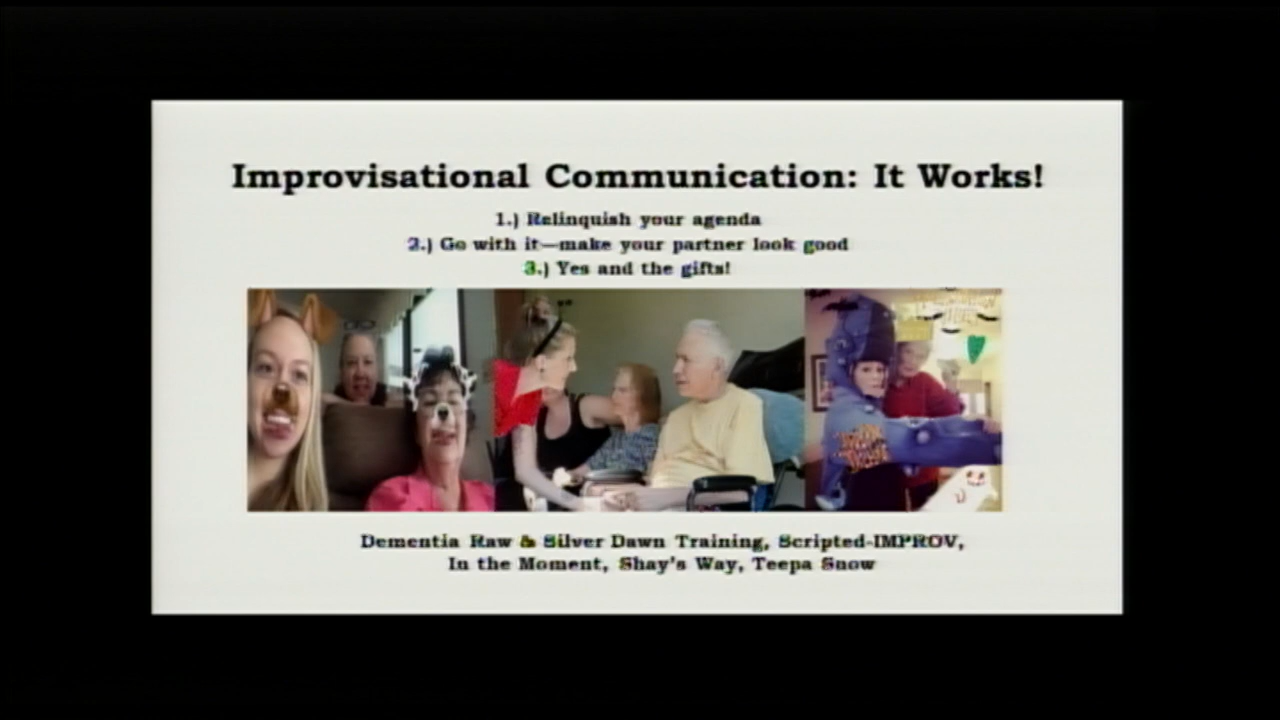 Improvisational Communication: It Works!
1.) Relinquish your agenda
2.) Go with it—make your partner look good
3.) Yes and the gifts!
Dementia Raw & Silver Dawn Training, Scripted-IMPROV,
In the Moment, Shay's Way, Teepa Snow